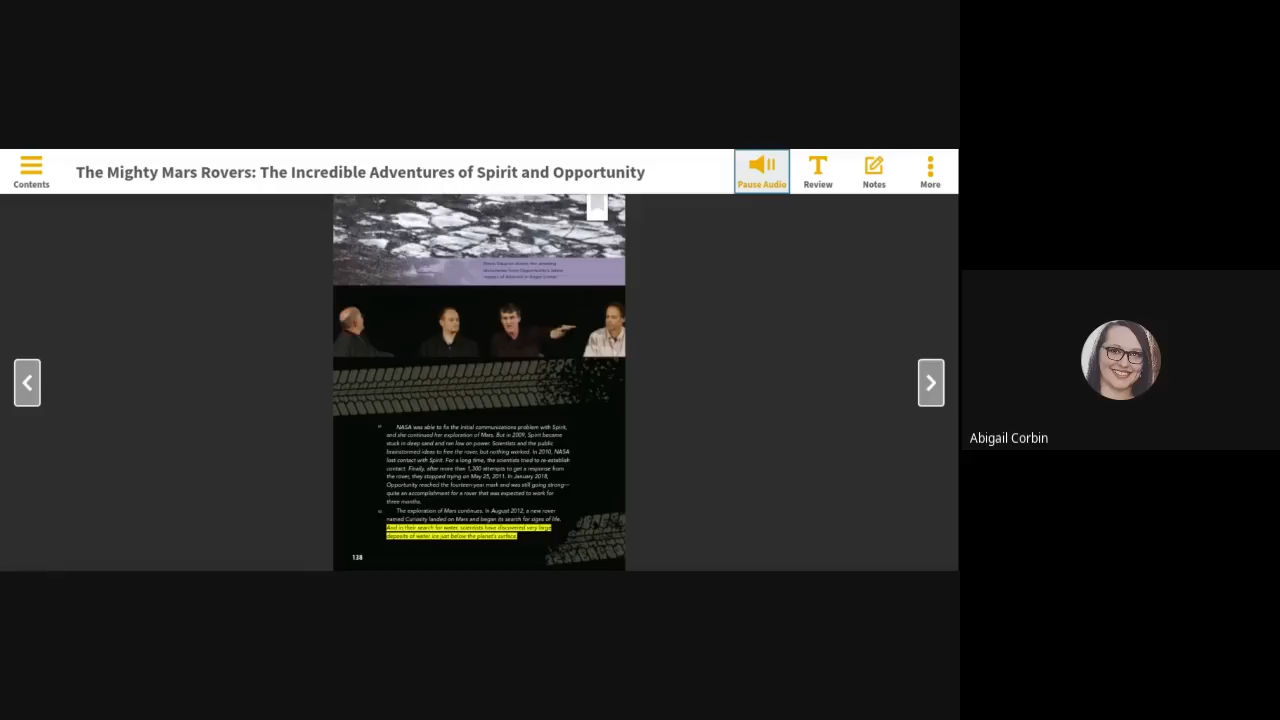 Contents
The Mighty Mars Rovers: The Incredible Adventures of Spirit and Opportunity
Pause Audio
Review
Notes
More
NASA was able to fix the initial communications problem with Spirit,
and she continued her exploration of Mars. But in 2009, Spirit became
stuck in deep sand and ran low on power. Scientists and the public
brainstormed ideas to free the rover, but nothing worked. In 2010, NASA
lost contact with Spirit. For a long time, the scientists tried to re-establish
contact. Finally, after more than 1,300 attempts to get a response from
the rover, they stopped trying on May 25, 2011. In January 2018,
Opportunity reached the fourteen-year mark and was still going strong—
quite an accomplishment for a rover that was expected to work for
three months.
The exploration of Mars continues. In August 2012, a new rover
named Curiosity landed on Mars and began its search for signs of life.
And in their search for water, scientists have discovered very large
deposits of water ice just below the planet's surface.
138
Abigail Corbin